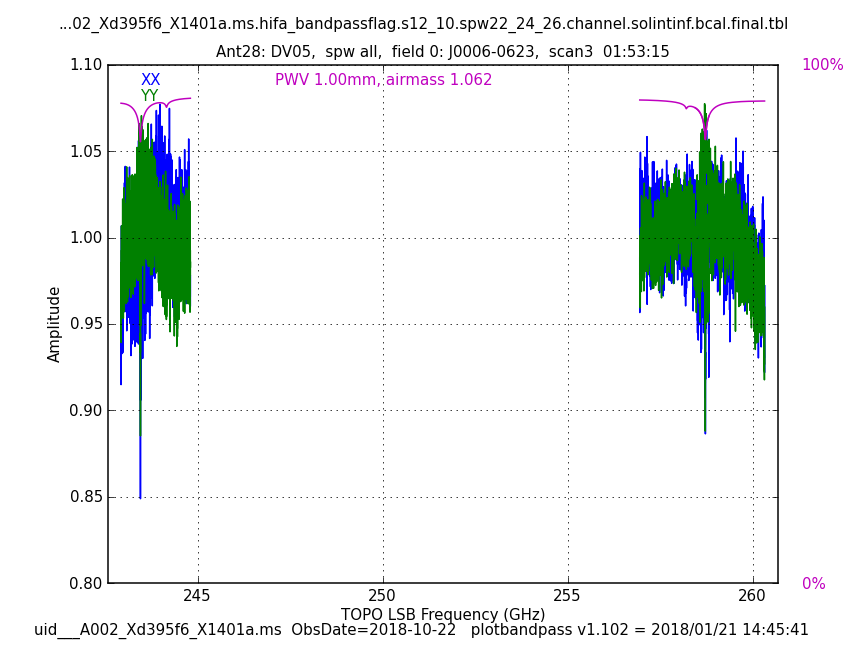 ...02_Xd395f6_X1401a.ms.hifa_bandpassflag.s12_10.spw22_24_26.channel.solintinf.bcal.final.tbl
Ant28: DV05,  spw all,  field 0: J0006-0623,  scan3  01:53:15
1.10
100%
XX
PWV 1.00mm, airmass 1.062
YY
1.05
1.00
Amplitude
0.95
0.90
0.85
0.80
0%
245
250
255
260
TOPO LSB Frequency (GHz)
uid___A002_Xd395f6_X1401a.ms  ObsDate=2018-10-22   plotbandpass v1.102 = 2018/01/21 14:45:41